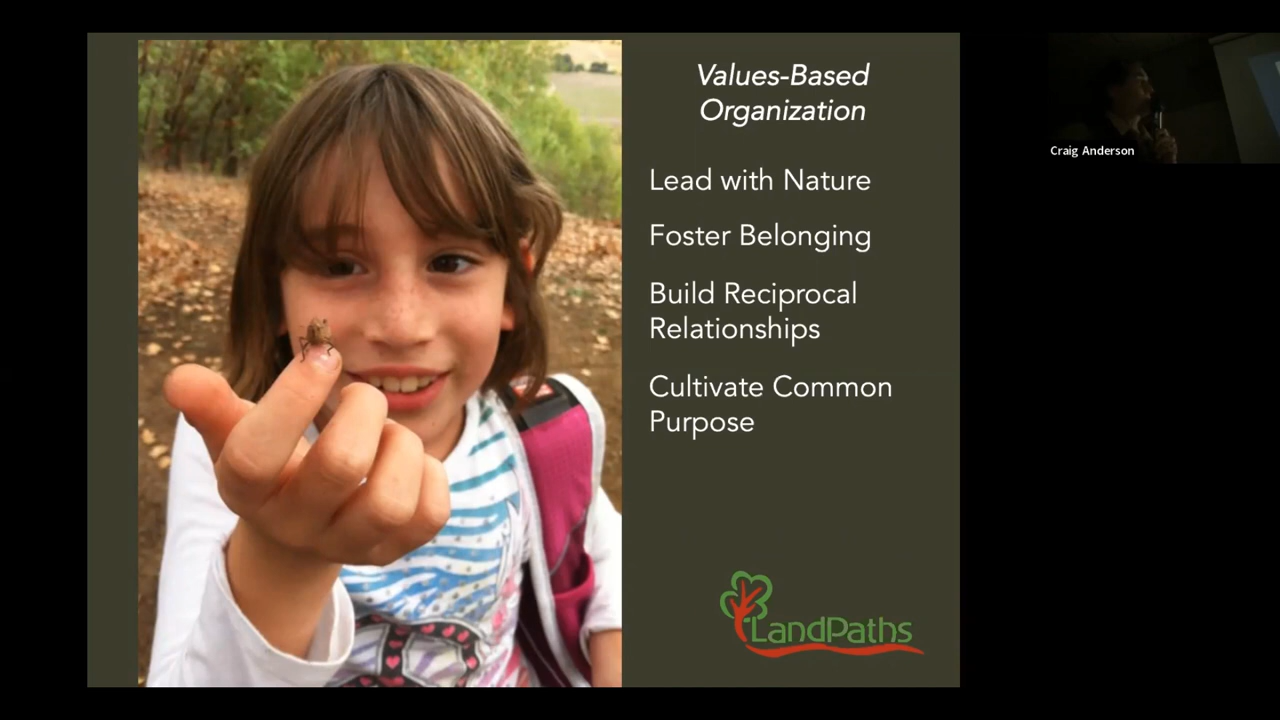 Values-Based
Organization
Lead with Nature
Foster Belonging
Build Reciprocal
Relationships
Cultivate Common
Purpose
LandPaths
Craig Anderson